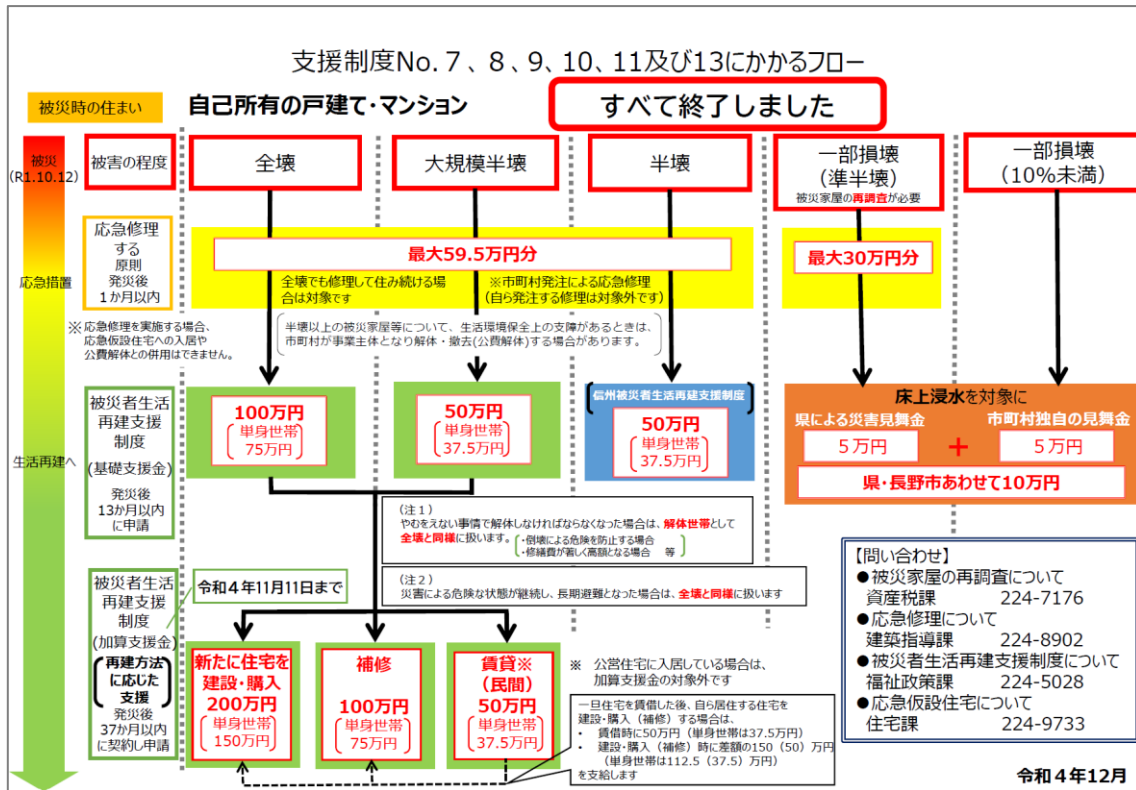 支援制度No.7、8、9、10、11及び13にかかるフロー
被災時の住まい
自己所有の戸建て・マンション
すべて終了しました
被災
(R1.10.12)
被害の程度
全壊
大規模半壊
半壊
一部損壊
(準半壊)
被災家屋の再調査が必要
一部損壊
(10%未満)
応急措置
応急修理
する
原則
発災後
1か月以内
最大59.5万円分
全壊でも修理して住み続ける場
合は対象です
※市町村発注による応急修理
(自ら発注する修理は対象外です)
最大30万円分
※応急修理を実施する場合、
応急仮設住宅への入居や
公費解体との併用はできません。
半壊以上の被災家屋等について、生活環境保全上の支障があるときは、
市町村が事業主体となり解体・撤去(公費解体)する場合があります。
生活再建へ
被災者生活
再建支援
制度
(基礎支援金)
発災後
13か月以内
に申請
100万円
単身世帯
75万円
50万円
単身世帯
37.5万円
信州被災者生活再建支援制度
50万円
単身世帯
37.5万円
床上浸水を対象に
県による災害見舞金
5万円
+
市町村独自の見舞金
5万円
県・長野市あわせて10万円
(注1)
やむをえない事情で解体しなければならなくなった場合は、解体世帯として
全壊と同様に扱います。
・倒壊による危険を防止する場合
・修繕費が著しく高額となる場合 等
(注2)
災害による危険な状態が継続し、長期避難となった場合は、全壊と同様に扱います
被災者生活
再建支援
制度
(加算支援金)
再建方法
に応じた
支援
発災後
37か月以内
に契約し申請
令和4年11月11日まで
新たに住宅を
建設・購入
200万円
単身世帯
150万円
補修
100万円
単身世帯
75万円
賃貸※
(民間)
50万円
単身世帯
37.5万円
※ 公営住宅に入居している場合は、
加算支援金の対象外です
一旦住宅を賃借した後、自ら居住する住宅を
建設・購入(補修)する場合は、
・ 賃借時に50万円(単身世帯は37.5万円)
・ 建設・購入(補修)時に差額の150(50)万円
(単身世帯は112.5(37.5)万円)
を支給します
【問い合わせ】
●被災家屋の再調査について
資産税課 224-7176
●応急修理について
建築指導課 224-8902
●被災者生活再建支援制度について
福祉政策課 224-5028
●応急仮設住宅について
住宅課 224-9733
令和4年12月